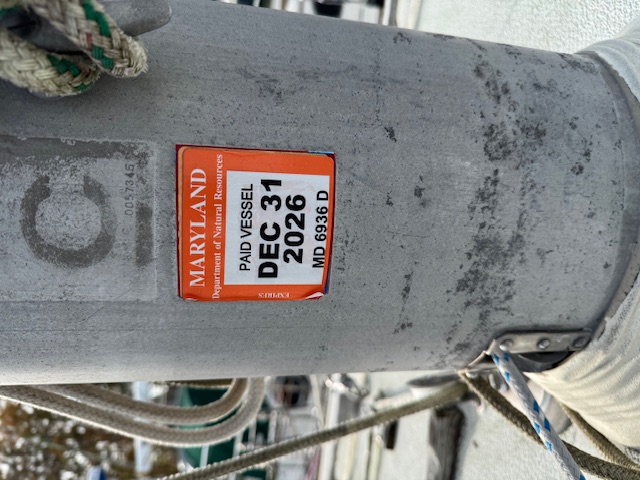 MARYLAND
Department of Natural Resources
PAID VESSEL
DEC 31
2026
MD 6936 D
EXPIRES
C